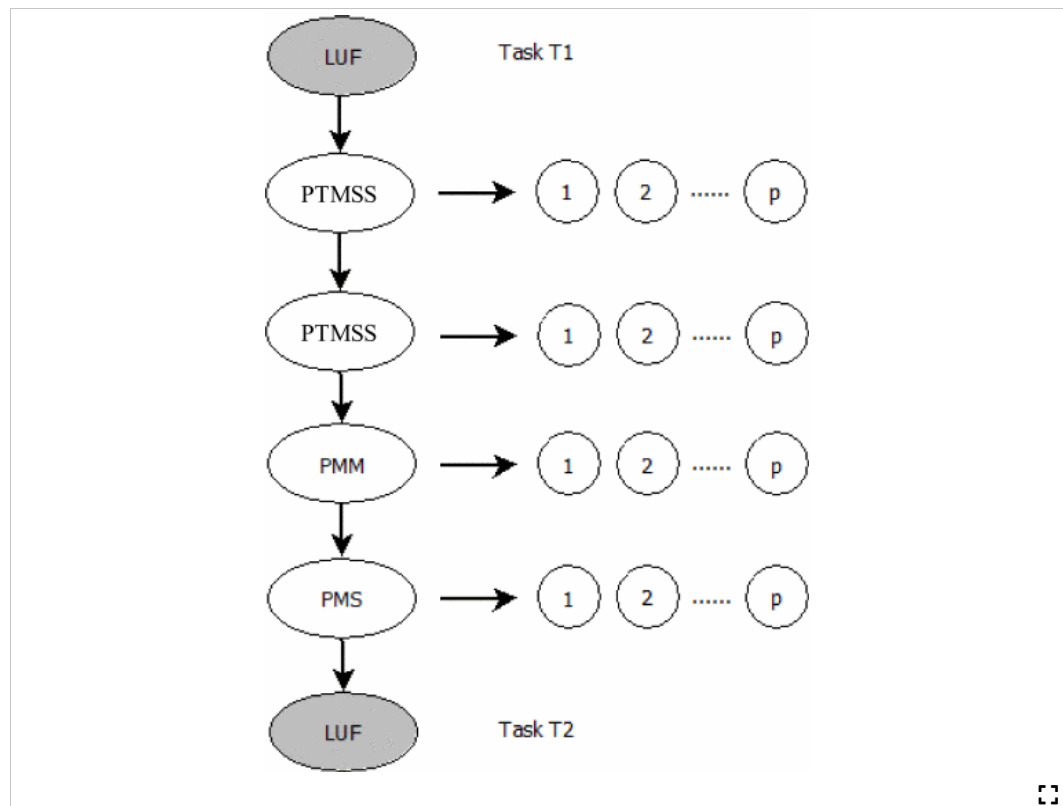 LUF Task T1
PTMSS 1 2 ...... p
PTMSS 1 2 ...... p
PMM 1 2 ...... p
PMS 1 2 ...... p
LUF Task T2